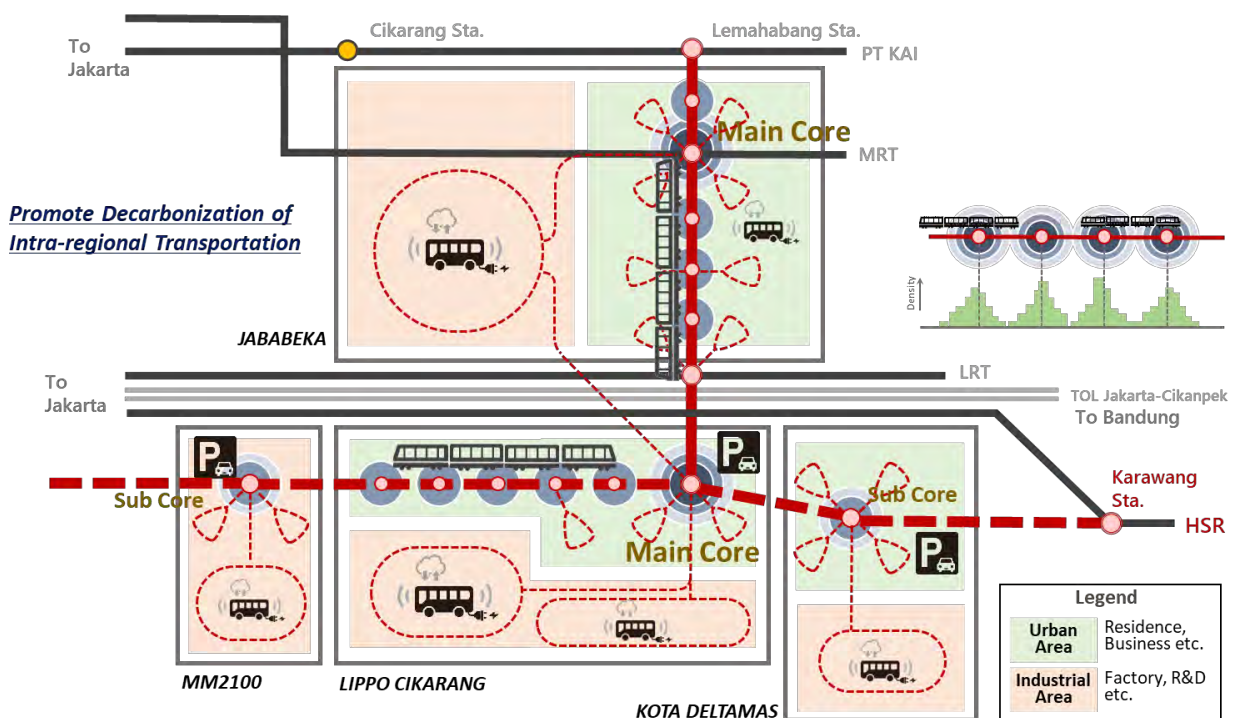 Cikarang Sta.
Lemahabang Sta.
To
Jakarta
PT KAI
Main Core
MRT
Promote Decarbonization of
Intra-regional Transportation
Density
JABABEKA
LRT
To
Jakarta
TOL Jakarta-Cikanpek
To Bandung
P
P
Sub Core
Sub Core
Karawang
Sta.
HSR
Main Core
P
Legend
Urban
Area
Residence,
Business etc.
Industrial
Area
Factory, R&D
etc.
MM2100
LIPPO CIKARANG
KOTA DELTAMAS